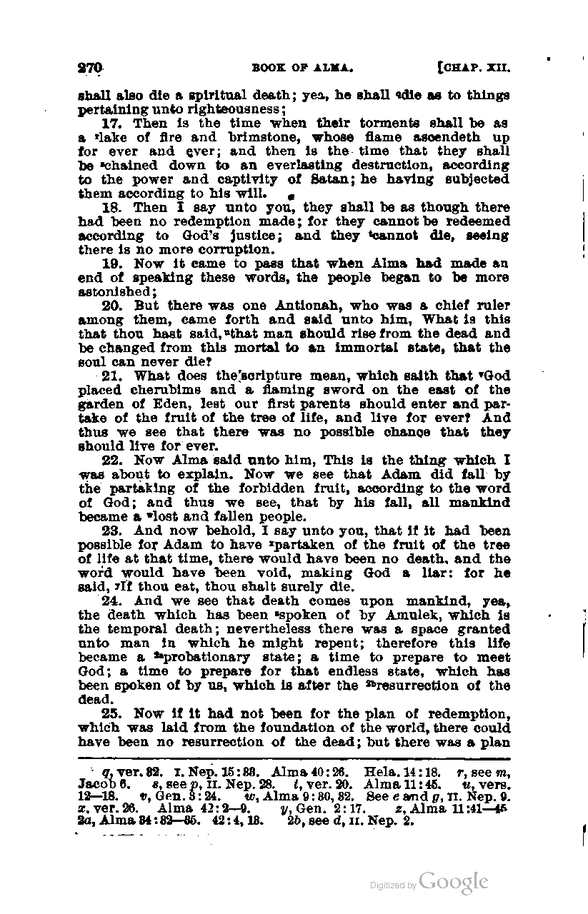 270 BOOK OF ALMA. [CHAP. XII.
shall also die a spiritual death; yea, he shall qdie as to things
pertaining unto righteousness;
17. Then is the time when their torments shall be as
a rlake of fire and brimstone, whose flame ascendeth up
for ever and ever; and then is the time that they shall
be schained down to an everlasting destruction, according
to the power and captivity of Satan; he having subjected
them according to his will.
18. Then I say unto you, they shall be as though there
had been no redemption made; for they cannot be redeemed
according to God's justice; and they tcannot die, seeing
there is no more corruption.
19. Now it came to pass that when Alma had made an
end of speaking these words, the people began to be more
astonished;
20. But there was one Antionah, who was a chief ruler
among them, came forth and said unto him, What is this
that thou hast said, uthat man should rise from the dead and
be changed from this mortal to an immortal state, that the
soul can never die?
21. What does the scripture mean, which saith that vGod
placed cherubims and a flaming sword on the east of the
garden of Eden, lest our first parents should enter and par-
take of the fruit of the tree of life, and live for ever? And
thus we see that there was no possible chance that they
should live for ever.
22. Now Alma said unto him, This is the thing which I
was about to explain. Now we see that Adam did fall by
the partaking of the forbidden fruit, according to the word
of God; and thus we see, that by his fall, all mankind
became a wlost and fallen people.
23. And now behold, I say unto you, that if it had been
possible for Adam to have xpartaken of the fruit of the tree
of life at that time, there would have been no death, and the
word would have been void, making God a liar: for he
said, yIf thou eat, thou shalt surely die.
24. And we see that death comes upon mankind, yea,
the death which has been zspoken of by Amulek, which is
the temporal death; nevertheless there was a space granted
unto man in which he might repent; therefore this life
became a 2aprobationary state; a time to prepare to meet
God; a time to prepare for that endless state, which has
been spoken of by us, which is after the 2bresurrection of the
dead.
25. Now if it had not been for the plan of redemption,
which was laid from the foundation of the world, there could
have been no resurrection of the dead; but there was a plan
q, ver. 32. I. Nep. 15:33. Alma 40:26. Hela. 14:18. r, see m,
Jacob 6. s, see p, II. Nep. 28. t, ver. 20. Alma 11:45. u, vers.
12—18. v, Gen. 3:24. w, Alma 9:30, 32. See e and g, II. Nep. 9.
x, ver. 26. Alma 42:2—9. y, Gen. 2:17. z, Alma 11:41—45
2a, Alma 34:32—35. 42:4, 13. 2b, see d, II. Nep. 2.
Digitized by Google